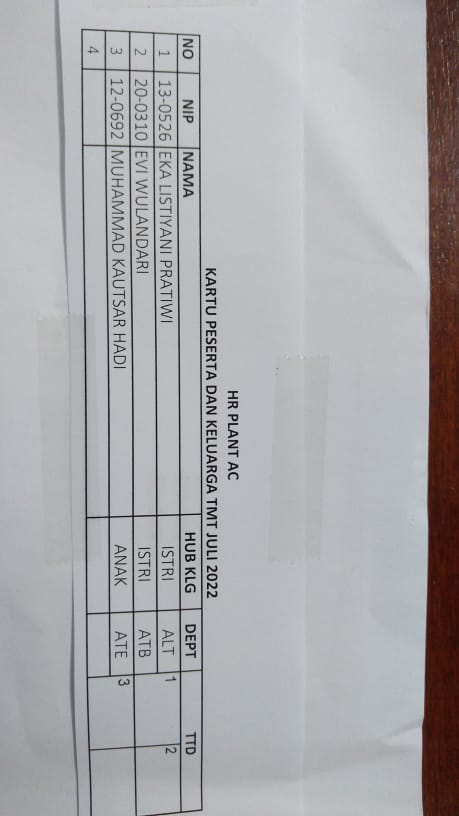 HR PLANT AC
KARTU PESERTA DAN KELUARGA TMT JULI 2022
NO NIP NAMA HUB KLG DEPT TTD
1 13-0526 EKA LISTIYANI PRATIWI ISTRI ALT 1 2
2 20-0310 EVI WULANDARI ISTRI ATB
3 12-0692 MUHAMMAD KAUTSAR HADI ANAK ATE 3
4